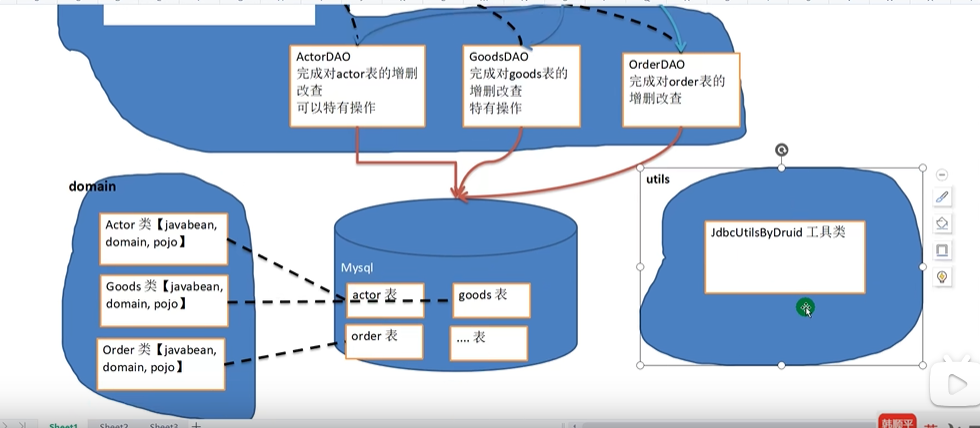 ActorDAO
完成对actor表的增删
改查
可以特有操作
GoodsDAO
完成对goods表的
增删改查
特有操作
OrderDAO
完成对order表的
增删改查
domain
Actor 类【javabean,
domain, pojo】
Goods 类【javabean,
domain, pojo】
Order 类【javabean,
domain, pojo】
Mysql
actor 表
goods 表
order 表
.... 表
utils
JdbcUtilsByDruid 工具类
Sheet1
Sheet2
Sheet3
韩顺平